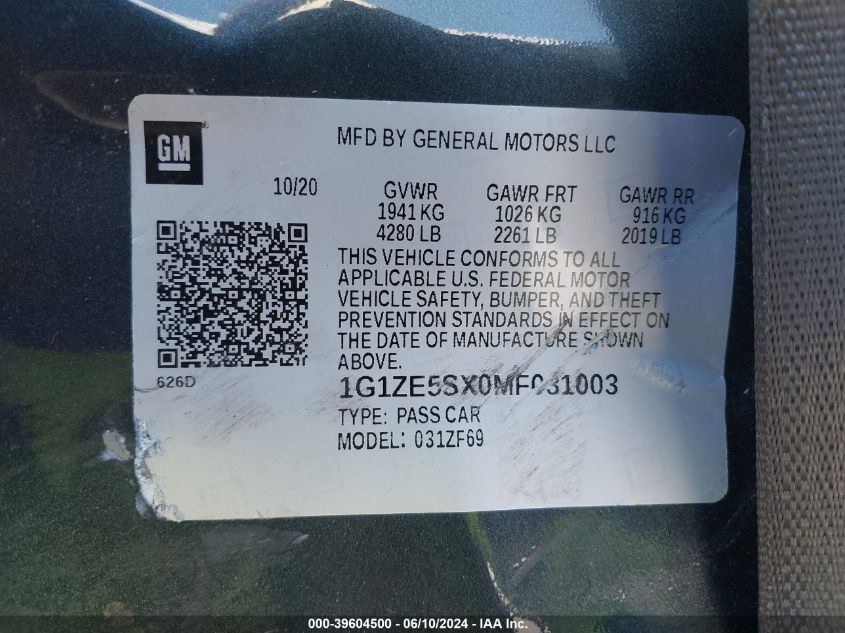 GM
MFD BY GENERAL MOTORS LLC
10/20 GVWR GAWR FRT GAWR RR
1941 KG 1026 KG 916 KG
4280 LB 2261 LB 2019 LB
THIS VEHICLE CONFORMS TO ALL
APPLICABLE U.S. FEDERAL MOTOR
VEHICLE SAFETY, BUMPER, AND THEFT
PREVENTION STANDARDS IN EFFECT ON
THE DATE OF MANUFACTURE SHOWN
ABOVE.
626D
1G1ZE5SX0MF031003
TYPE: PASS CAR
MODEL: 031ZF69
000-39604500 - 06/10/2024 - IAA Inc.